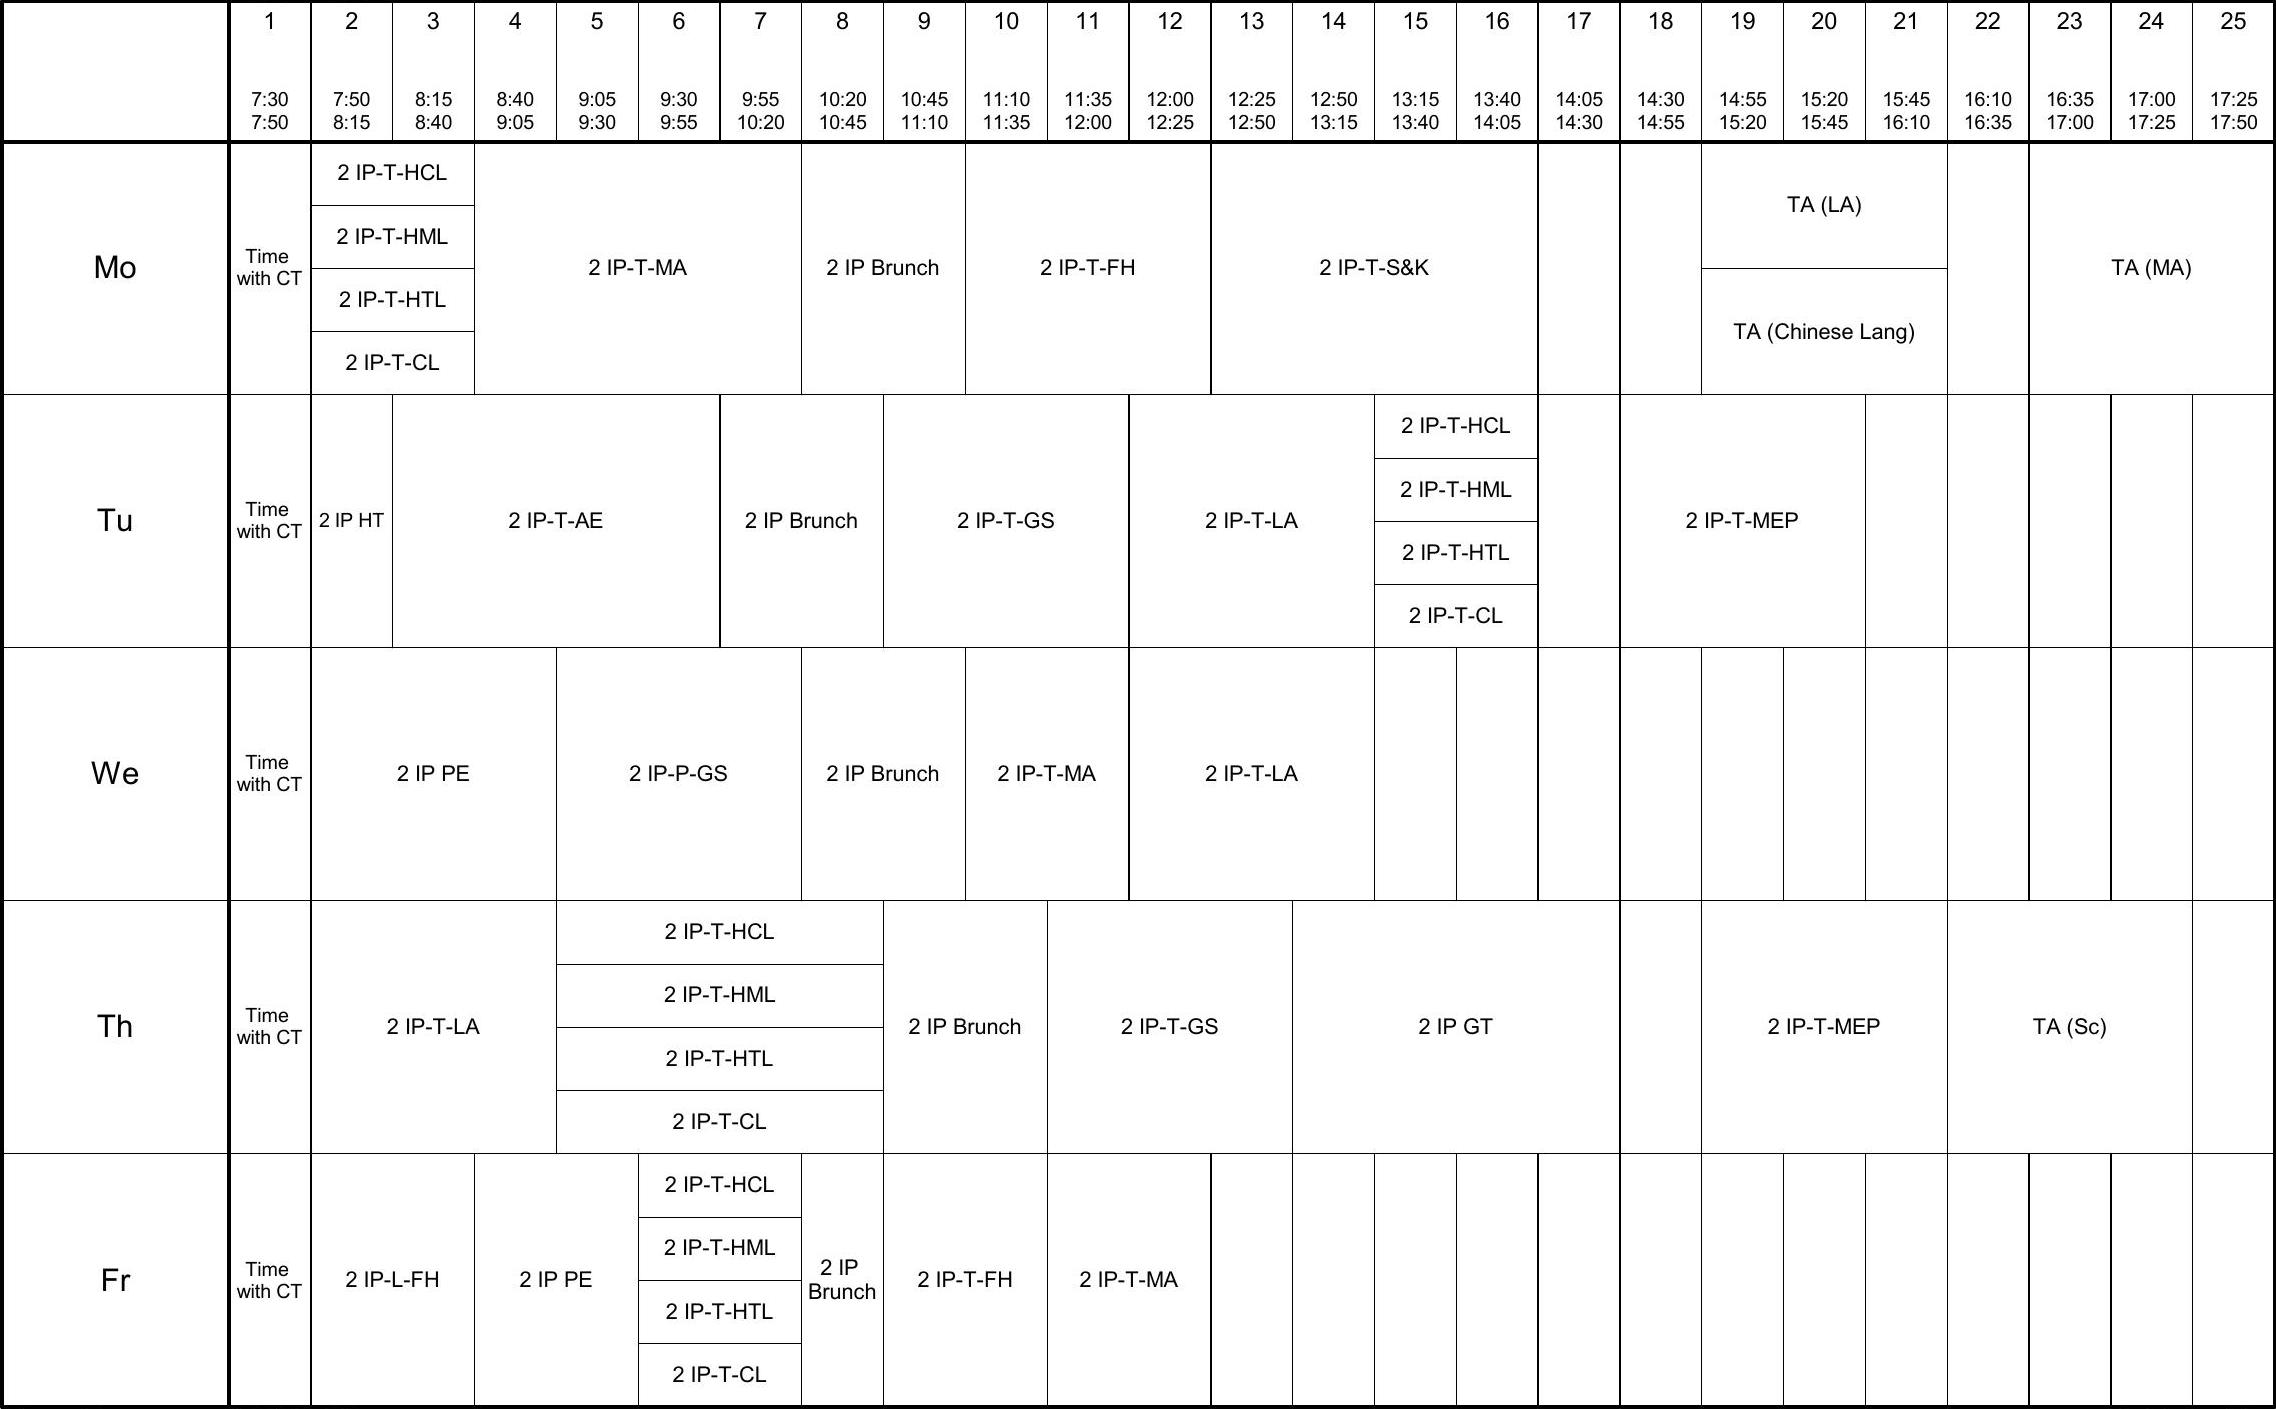 1 2 3 4 5 6 7 8 9 10 11 12 13 14 15 16 17 18 19 20 21 22 23 24 25
7:30 7:50 8:15 8:40 9:05 9:30 9:55 10:20 10:45 11:10 11:35 12:00 12:25 12:50 13:15 13:40 14:05 14:30 14:55 15:20 15:45 16:10 16:35 17:00 17:25
7:50 8:15 8:40 9:05 9:30 9:55 10:20 10:45 11:10 11:35 12:00 12:25 12:50 13:15 13:40 14:05 14:30 14:55 15:20 15:45 16:10 16:35 17:00 17:25 17:50
Mo
Time
with CT
2 IP-T-HCL
2 IP-T-HML
2 IP-T-HTL
2 IP-T-CL
2 IP-T-MA
2 IP Brunch
2 IP-T-FH
2 IP-T-S&K
TA (LA)
TA (Chinese Lang)
TA (MA)
Tu
Time
with CT
2 IP HT
2 IP-T-AE
2 IP Brunch
2 IP-T-GS
2 IP-T-LA
2 IP-T-HCL
2 IP-T-HML
2 IP-T-HTL
2 IP-T-CL
2 IP-T-MEP
We
Time
with CT
2 IP PE
2 IP-P-GS
2 IP Brunch
2 IP-T-MA
2 IP-T-LA
Th
Time
with CT
2 IP-T-LA
2 IP-T-HCL
2 IP-T-HML
2 IP-T-HTL
2 IP-T-CL
2 IP Brunch
2 IP-T-GS
2 IP GT
2 IP-T-MEP
TA (Sc)
Fr
Time
with CT
2 IP-L-FH
2 IP PE
2 IP-T-HCL
2 IP-T-HML
2 IP-T-HTL
2 IP-T-CL
2 IP
Brunch
2 IP-T-FH
2 IP-T-MA